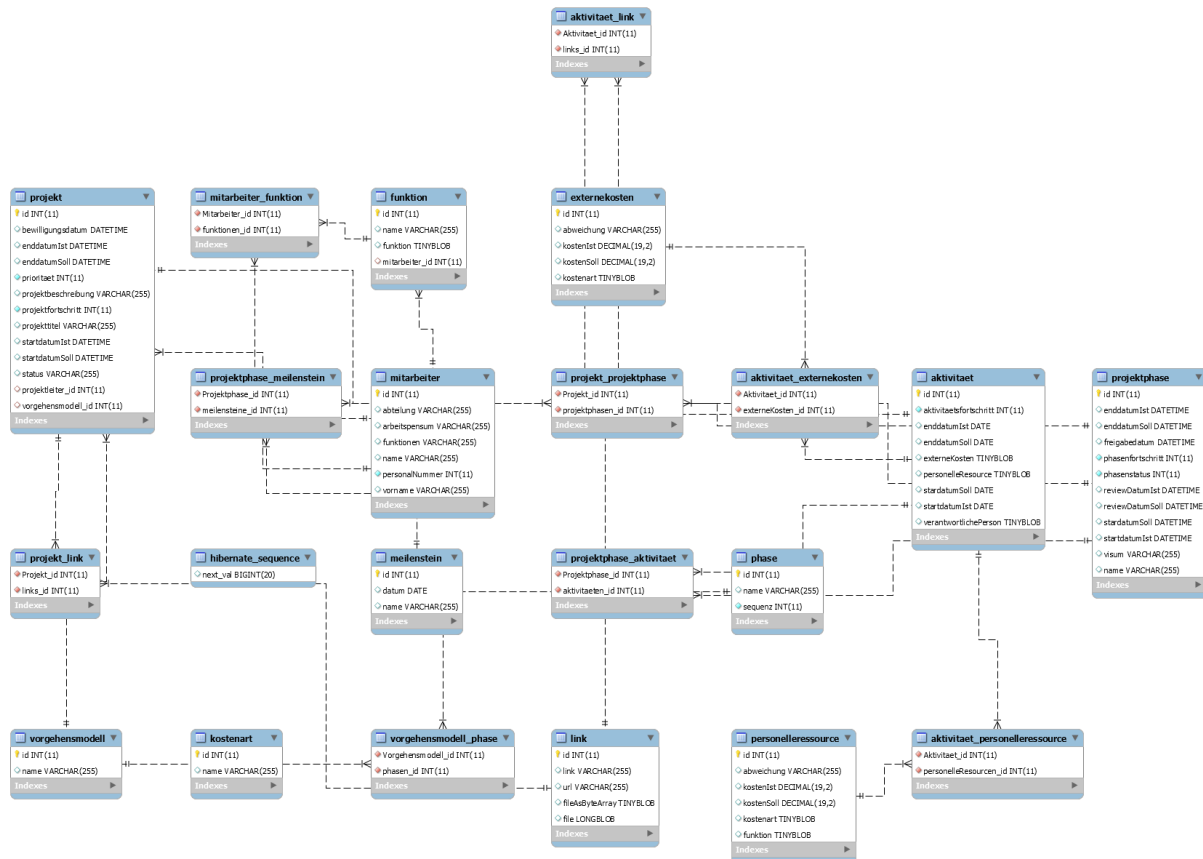 aktivitaet_link
Aktivitaet_id INT(11)
links_id INT(11)
Indexes
projekt
id INT(11)
bewilligungsdatum DATETIME
enddatumIst DATETIME
enddatumSoll DATETIME
prioritaet INT(11)
projektbeschreibung VARCHAR(255)
projektfortschritt INT(11)
projekttitel VARCHAR(255)
startdatumIst DATETIME
startdatumSoll DATETIME
status VARCHAR(255)
projektleiter_id INT(11)
vorgehensmodell_id INT(11)
Indexes
mitarbeiter_funktion
Mitarbeiter_id INT(11)
funktionen_id INT(11)
Indexes
funktion
id INT(11)
name VARCHAR(255)
funktion TINYBLOB
mitarbeiter_id INT(11)
Indexes
externekosten
id INT(11)
abweichung VARCHAR(255)
kostenIst DECIMAL(19,2)
kostenSoll DECIMAL(19,2)
kostenart TINYBLOB
Indexes
projektphase_meilenstein
Projektphase_id INT(11)
meilensteine_id INT(11)
Indexes
mitarbeiter
id INT(11)
abteilung VARCHAR(255)
arbeitspensum VARCHAR(255)
funktionen VARCHAR(255)
name VARCHAR(255)
personalNummer INT(11)
vorname VARCHAR(255)
Indexes
projekt_projektphase
Projekt_id INT(11)
projektphasen_id INT(11)
Indexes
aktivitaet_externekosten
Aktivitaet_id INT(11)
externeKosten_id INT(11)
Indexes
aktivitaet
id INT(11)
aktivitaetsfortschritt INT(11)
enddatumIst DATE
enddatumSoll DATE
externeKosten TINYBLOB
personelleResource TINYBLOB
stardatumSoll DATE
startdatumIst DATE
verantwortlichePerson TINYBLOB
Indexes
projektphase
id INT(11)
enddatumIst DATETIME
enddatumSoll DATETIME
freigabedatum DATETIME
phasenfortschritt INT(11)
phasenstatus INT(11)
reviewDatumIst DATETIME
reviewDatumSoll DATETIME
stardatumSoll DATETIME
startdatumIst DATETIME
visum VARCHAR(255)
name VARCHAR(255)
Indexes
projekt_link
Projekt_id INT(11)
links_id INT(11)
Indexes
hibernate_sequence
next_val BIGINT(20)
Indexes
meilenstein
id INT(11)
datum DATE
name VARCHAR(255)
Indexes
projektphase_aktivitaet
Projektphase_id INT(11)
aktivitaeten_id INT(11)
Indexes
phase
id INT(11)
name VARCHAR(255)
sequenz INT(11)
Indexes
vorgehensmodell
id INT(11)
name VARCHAR(255)
Indexes
kostenart
id INT(11)
name VARCHAR(255)
Indexes
vorgehensmodell_phase
Vorgehensmodell_id INT(11)
phasen_id INT(11)
Indexes
link
id INT(11)
link VARCHAR(255)
url VARCHAR(255)
fileAsByteArray TINYBLOB
file LONGBLOB
Indexes
personelleressource
id INT(11)
abweichung VARCHAR(255)
kostenIst DECIMAL(19,2)
kostenSoll DECIMAL(19,2)
kostenart TINYBLOB
funktion TINYBLOB
Indexes
aktivitaet_personelleressource
Aktivitaet_id INT(11)
personelleResourcen_id INT(11)
Indexes